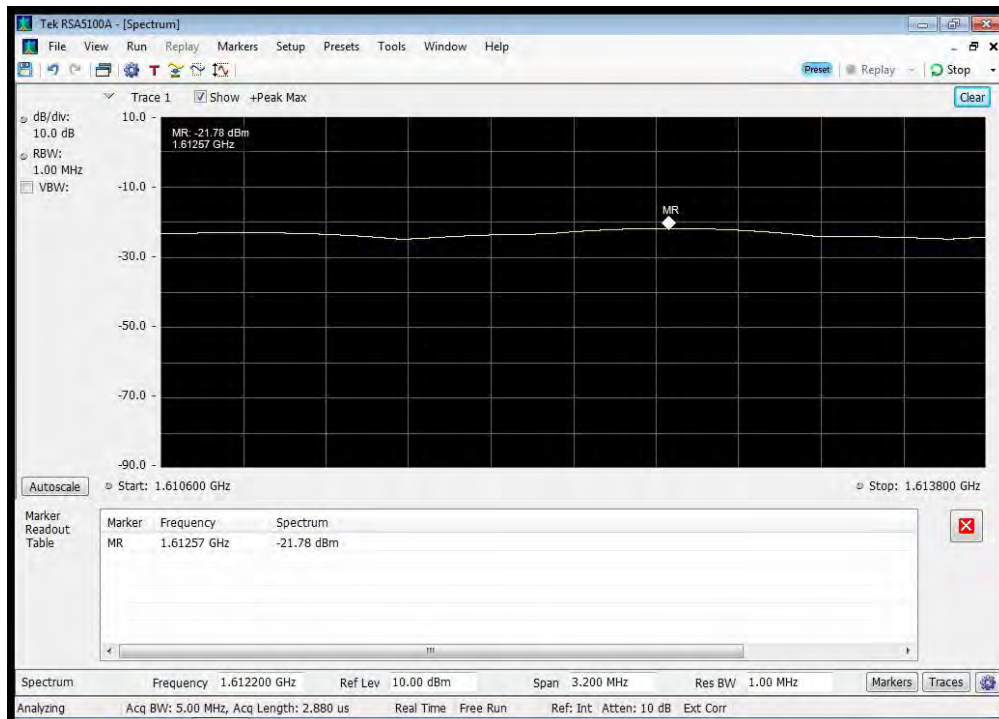 Tek RSA5100A - [Spectrum]
File View Run Replay Markers Setup Presets Tools Window Help
Preset Replay Stop
Trace 1 Show +Peak Max Clear
dB/div:
10.0 dB
RBW:
1.00 MHz
VBW:
10.0
-10.0
-30.0
-50.0
-70.0
-90.0
MR: -21.78 dBm
1.61257 GHz
MR
Autoscale Start: 1.610600 GHz Stop: 1.613800 GHz
Marker
Readout
Table
Marker Frequency Spectrum
MR 1.61257 GHz -21.78 dBm
Spectrum Frequency 1.612200 GHz Ref Lev 10.00 dBm Span 3.200 MHz Res BW 1.00 MHz Markers Traces
Analyzing Acq BW: 5.00 MHz, Acq Length: 2.880 us Real Time Free Run Ref: Int Atten: 10 dB Ext Corr